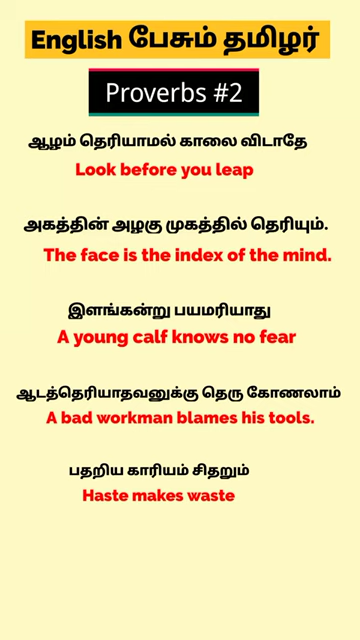 English பேசும் தமிழர்
Proverbs #2
ஆழம் தெரியாமல் காலை விடாதே
Look before you leap
அகத்தின் அழகு முகத்தில் தெரியும்.
The face is the index of the mind.
இளங்கன்று பயமரியாது
A young calf knows no fear
ஆடத்தெரியாதவனுக்கு தெரு கோணலாம்
A bad workman blames his tools.
பதறிய காரியம் சிதறும்
Haste makes waste